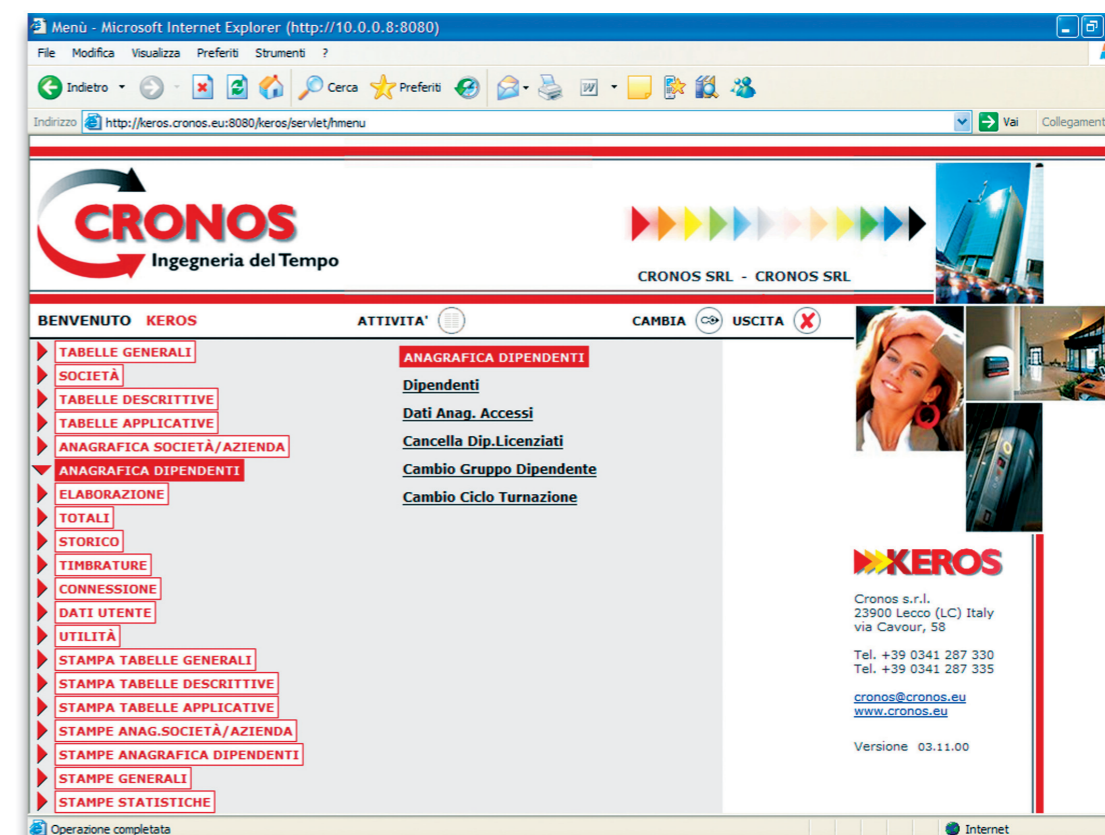 Menù - Microsoft Internet Explorer (http://10.0.0.8:8080)
File Modifica Visualizza Preferiti Strumenti ?
Indietro Cerca Preferiti
Indirizzo http://keros.cronos.eu:8080/keros/servlet/hmenu Vai Collegament
CRONOS
Ingegneria del Tempo
CRONOS SRL - CRONOS SRL
BENVENUTO KEROS ATTIVITA' CAMBIA USCITA
TABELLE GENERALI
SOCIETÀ
TABELLE DESCRITTIVE
TABELLE APPLICATIVE
ANAGRAFICA SOCIETÀ/AZIENDA
ANAGRAFICA DIPENDENTI
ELABORAZIONE
TOTALI
STORICO
TIMBRATURE
CONNESSIONE
DATI UTENTE
UTILITÀ
STAMPA TABELLE GENERALI
STAMPA TABELLE DESCRITTIVE
STAMPA TABELLE APPLICATIVE
STAMPE ANAG.SOCIETÀ/AZIENDA
STAMPE ANAGRAFICA DIPENDENTI
STAMPE GENERALI
STAMPE STATISTICHE
ANAGRAFICA DIPENDENTI
Dipendenti
Dati Anag. Accessi
Cancella Dip.Licenziati
Cambio Gruppo Dipendente
Cambio Ciclo Turnazione
KEROS
Cronos s.r.l.
23900 Lecco (LC) Italy
via Cavour, 58
Tel. +39 0341 287 330
Tel. +39 0341 287 335
cronos@cronos.eu
www.cronos.eu
Versione 03.11.00
Operazione completata Internet